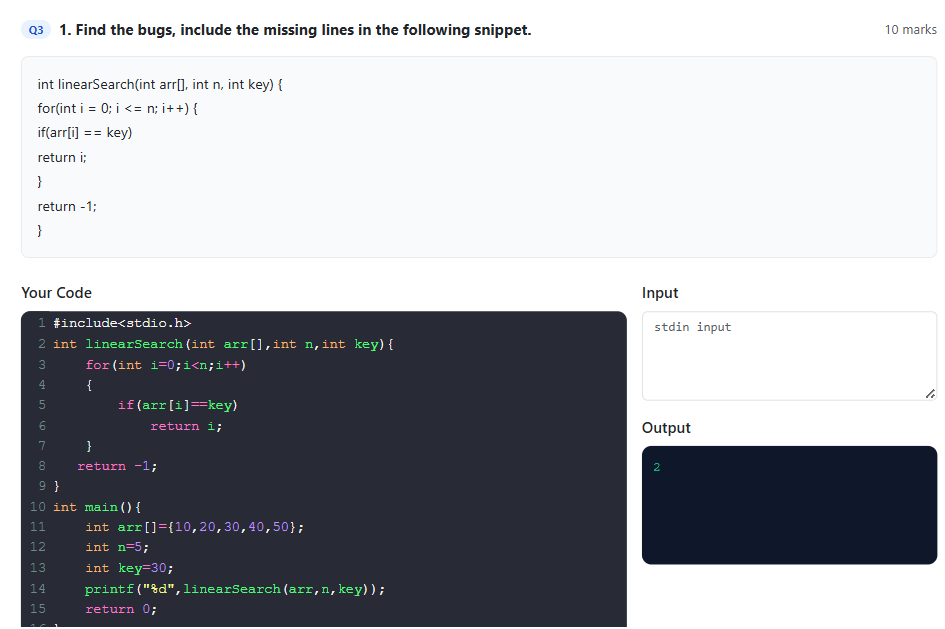 Q3 1. Find the bugs, include the missing lines in the following snippet. 10 marks
int linearSearch(int arr[], int n, int key) {
for(int i = 0; i <= n; i++) {
if(arr[i] == key)
return i;
}
return -1;
}
Your Code
1 #include<stdio.h>
2 int linearSearch(int arr[],int n,int key){
3 for(int i=0;i<n;i++)
4 {
5 if(arr[i]==key)
6 return i;
7 }
8 return -1;
9 }
10 int main(){
11 int arr[]={10,20,30,40,50};
12 int n=5;
13 int key=30;
14 printf("%d",linearSearch(arr,n,key));
15 return 0;
Input
stdin input
Output
2